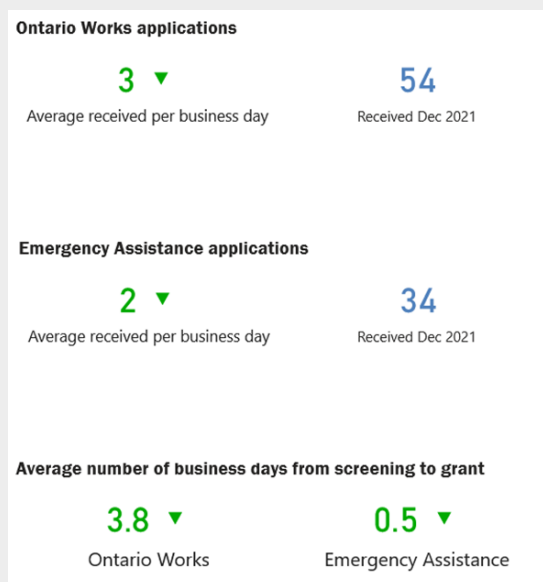 Ontario Works applications
3 ▼ 54
Average received per business day Received Dec 2021
Emergency Assistance applications
2 ▼ 34
Average received per business day Received Dec 2021
Average number of business days from screening to grant
3.8 ▼ 0.5 ▼
Ontario Works Emergency Assistance